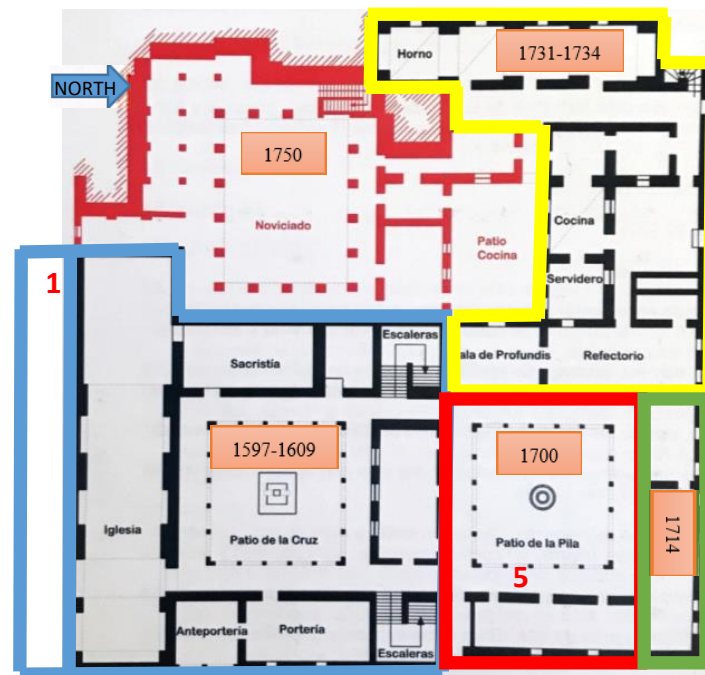 Horno
1731-1734
NORTH
1750
Noviciado
Patio
Cocina
Cocina
Servidero
1
Escaleras
Sacristía
ala de Profundis
Refectorio
1597-1609
1700
1714
Iglesia
Patio de la Cruz
Patio de la Pila
5
Anteportería
Portería
Escaleras